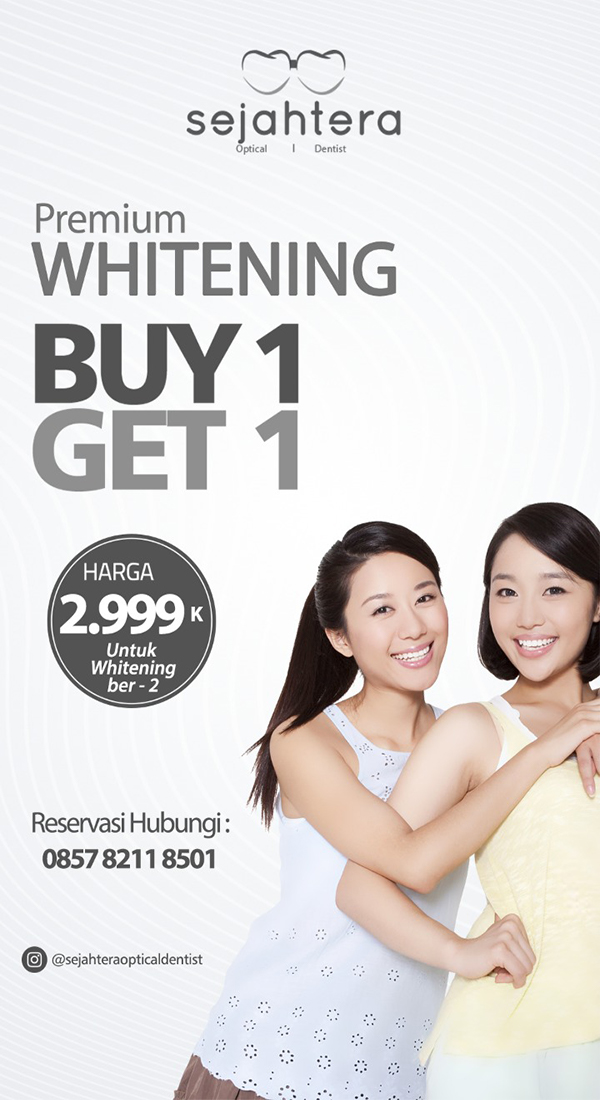 sejahtera
Optical | Dentist
Premium
WHITENING
BUY 1
GET 1
HARGA
2.999 K
Untuk
Whitening
ber - 2
Reservasi Hubungi :
0857 8211 8501
@sejahteraopticaldentist